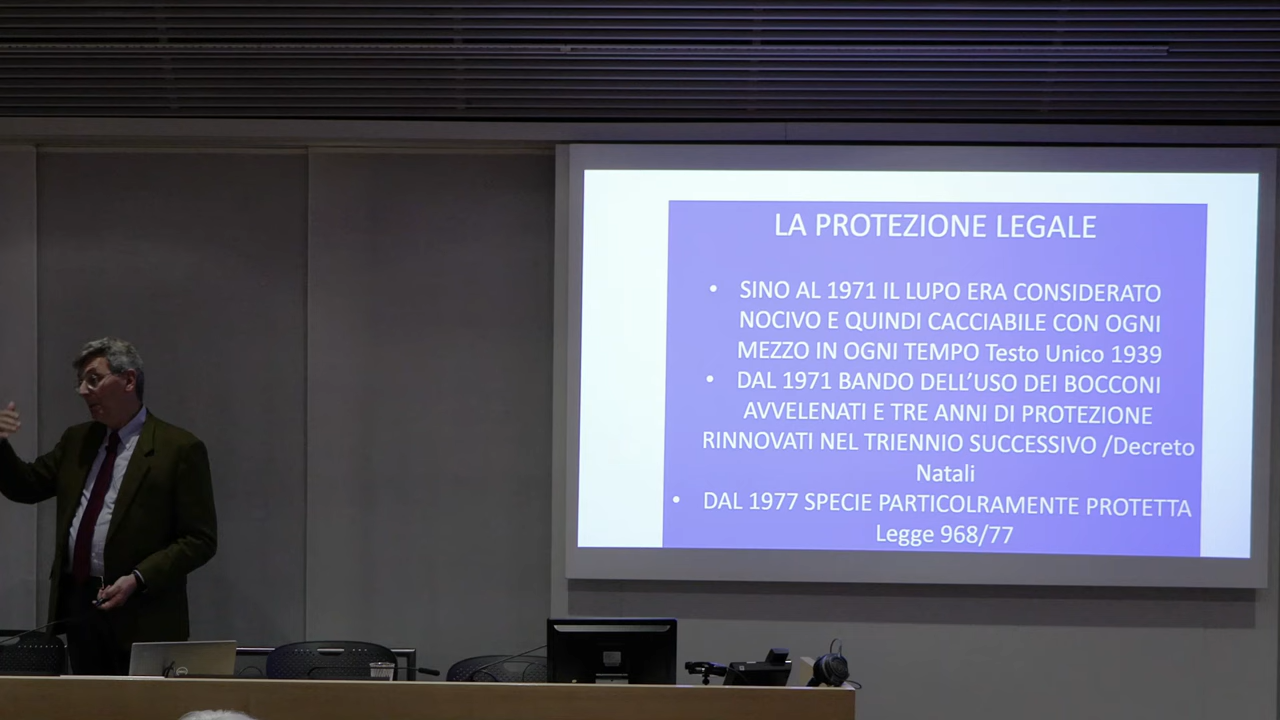 LA PROTEZIONE LEGALE
• SINO AL 1971 IL LUPO ERA CONSIDERATO
NOCIVO E QUINDI CACCIABILE CON OGNI
MEZZO IN OGNI TEMPO Testo Unico 1939
• DAL 1971 BANDO DELL'USO DEI BOCCONI
AVVELENATI E TRE ANNI DI PROTEZIONE
RINNOVATI NEL TRIENNIO SUCCESSIVO /Decreto
Natali
• DAL 1977 SPECIE PARTICOLRAMENTE PROTETTA
Legge 968/77